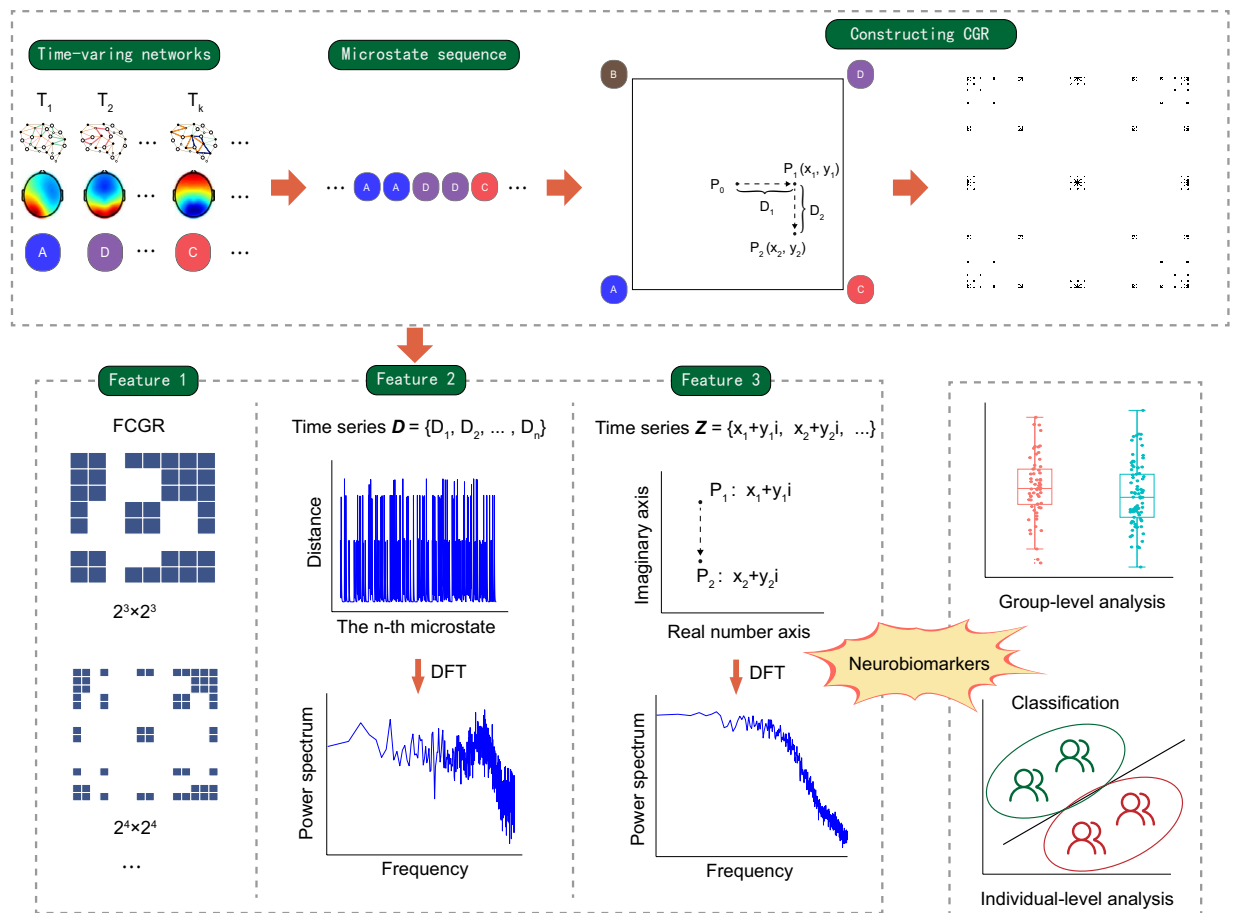 Time-varing networks
Microstate sequence
Constructing CGR
T1 T2 Tk
... ...
A D ... C ...
... A A D D C ...
B D
P0 P1(x1, y1)
D1 D2
P2(x2, y2)
A C
Feature 1
FCGR
2³×2³
2⁴×2⁴
...
Feature 2
Time series D = {D1, D2, ... , Dn}
Distance
The n-th microstate
DFT
Power spectrum
Frequency
Feature 3
Time series Z = {x1+y1i, x2+y2i, ...}
Imaginary axis
P1: x1+y1i
P2: x2+y2i
Real number axis
DFT
Power spectrum
Frequency
Neurobiomarkers
Group-level analysis
Classification
Individual-level analysis